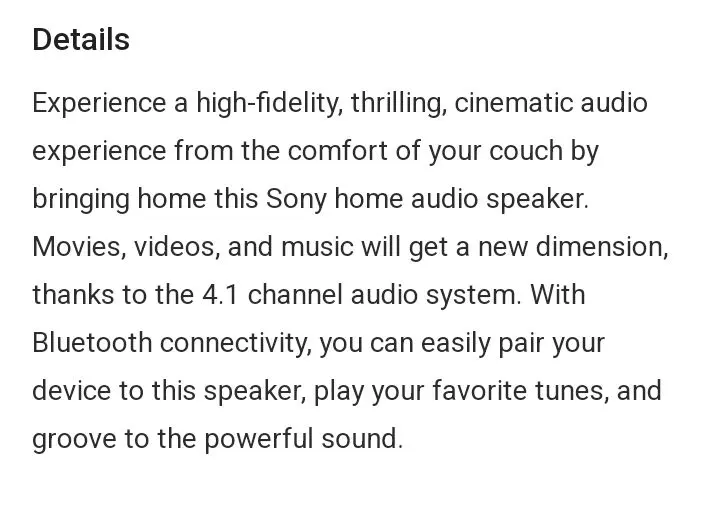 Details
Experience a high-fidelity, thrilling, cinematic audio
experience from the comfort of your couch by
bringing home this Sony home audio speaker.
Movies, videos, and music will get a new dimension,
thanks to the 4.1 channel audio system. With
Bluetooth connectivity, you can easily pair your
device to this speaker, play your favorite tunes, and
groove to the powerful sound.